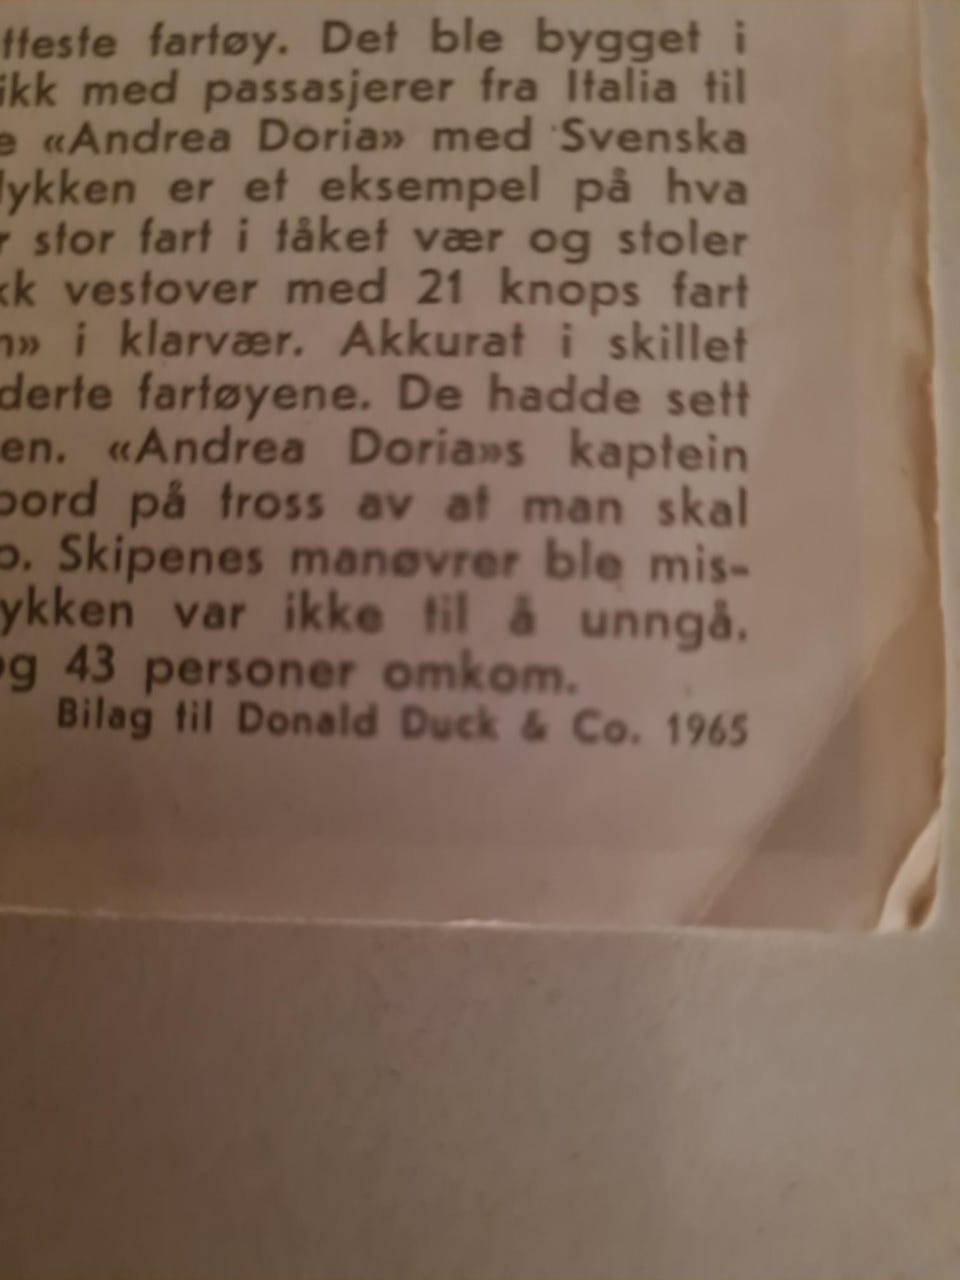 tteste fartøy. Det ble bygget i
ikk med passasjerer fra Italia til
e «Andrea Doria» med Svenska
lykken er et eksempel på hva
r stor fart i tåket vær og stoler
kk vestover med 21 knops fart
n» i klarvær. Akkurat i skillet
derte fartøyene. De hadde sett
en. «Andrea Doria»s kaptein
bord på tross av at man skal
p. Skipenes manøvrer ble mis-
ykken var ikke til å unngå.
og 43 personer omkom.
Bilag til Donald Duck & Co. 1965